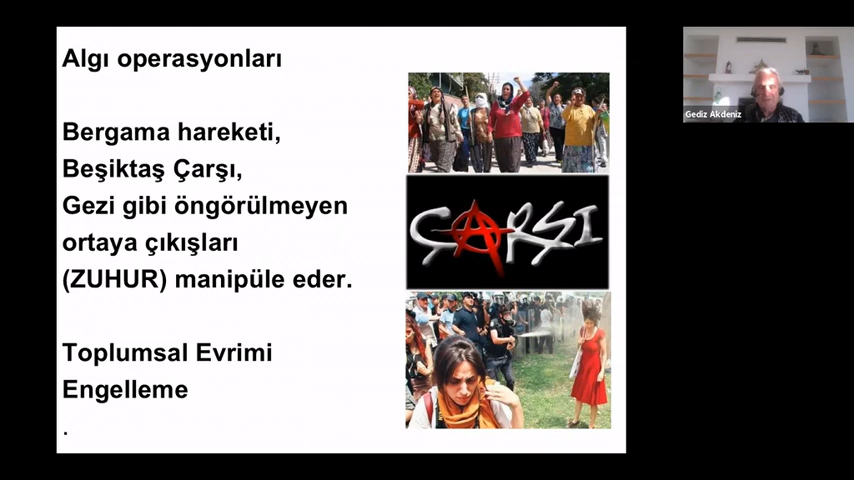 Algı operasyonları
Bergama hareketi,
Beşiktaş Çarşı,
Gezi gibi öngörülmeyen
ortaya çıkışları
(ZUHUR) manipüle eder.
Toplumsal Evrimi
Engelleme
.
ÇARŞI
Gediz Akdeniz